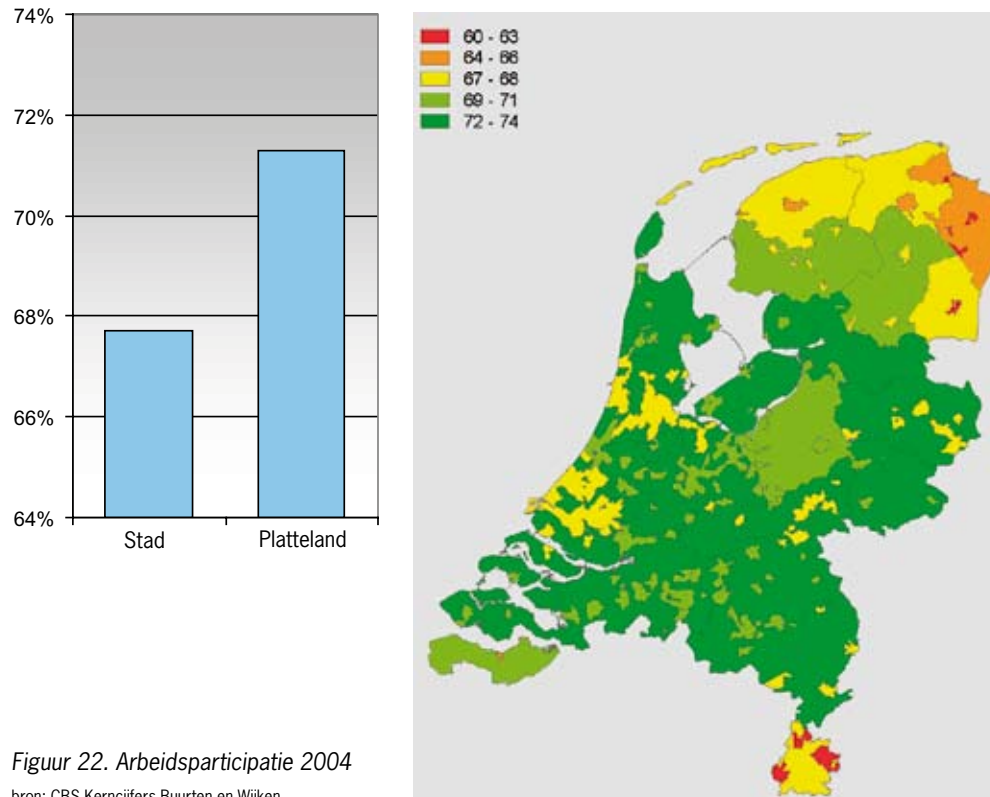 74%
72%
70%
68%
66%
64%
Stad Platteland
60 - 63
64 - 66
67 - 68
69 - 71
72 - 74
Figuur 22. Arbeidsparticipatie 2004
bron: CBS Kerncijfers Buurten en Wijken